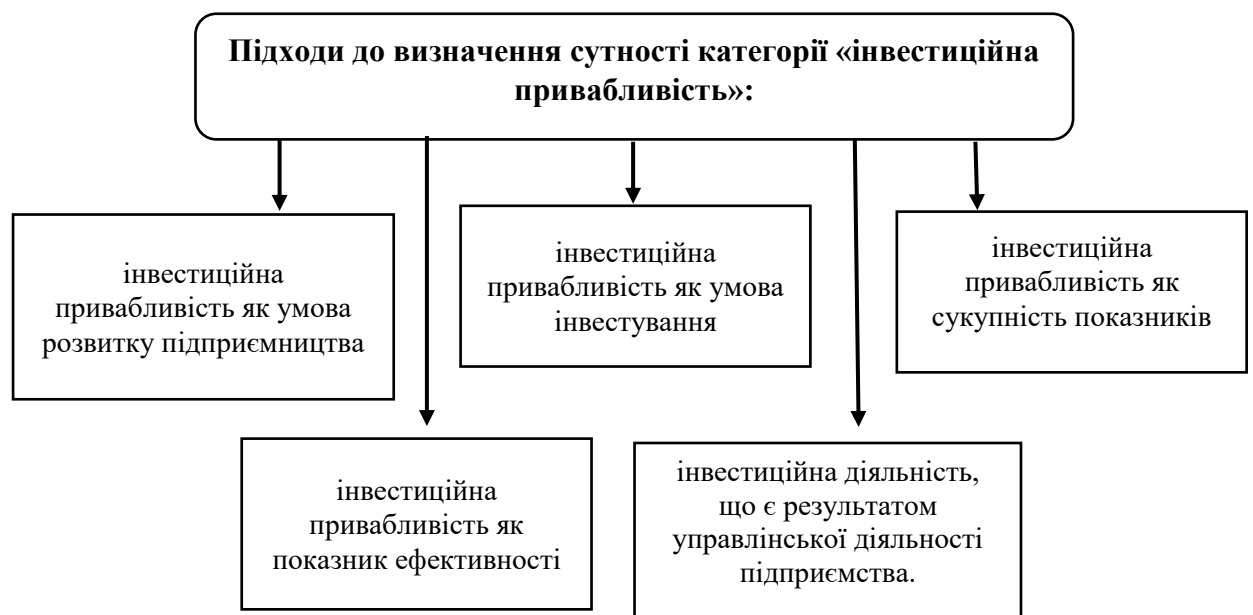 Підходи до визначення сутності категорії «інвестиційна
привабливість»:
інвестиційна
привабливість як умова
розвитку підприємництва
інвестиційна
привабливість як умова
інвестування
інвестиційна
привабливість як
сукупність показників
інвестиційна
привабливість як
показник ефективності
інвестиційна діяльність,
що є результатом
управлінської діяльності
підприємства.